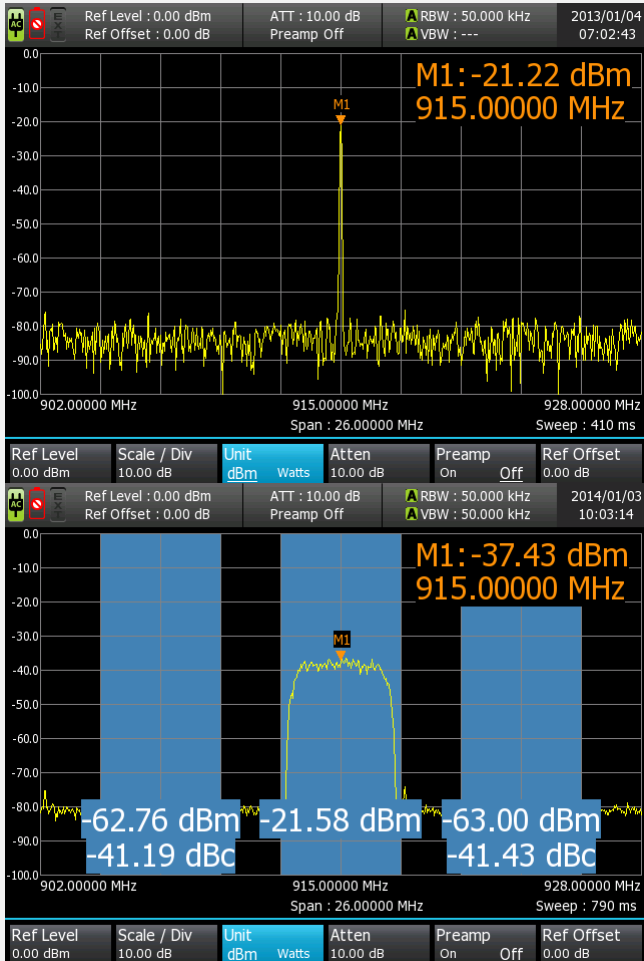 AC EXT Ref Level : 0.00 dBm ATT : 10.00 dB A RBW : 50.000 kHz 2013/01/04
Ref Offset : 0.00 dB Preamp Off A VBW : --- 07:02:43
0.0
M1:-21.22 dBm
-10.0
M1
915.00000 MHz
-20.0
-30.0
-40.0
-50.0
-60.0
-70.0
-80.0
-90.0
-100.0
902.00000 MHz 915.00000 MHz 928.00000 MHz
Span : 26.00000 MHz Sweep : 410 ms
Ref Level Scale / Div Unit Atten Preamp Ref Offset
0.00 dBm 10.00 dB dBm Watts 10.00 dB On Off 0.00 dB
AC EXT Ref Level : 0.00 dBm ATT : 10.00 dB A RBW : 50.000 kHz 2014/01/03
Ref Offset : 0.00 dB Preamp Off A VBW : 50.000 kHz 10:03:14
0.0
M1:-37.43 dBm
-10.0
915.00000 MHz
-20.0
-30.0
M1
-40.0
-50.0
-60.0
-70.0
-80.0
-62.76 dBm -21.58 dBm -63.00 dBm
-90.0
-41.19 dBc -41.43 dBc
-100.0
902.00000 MHz 915.00000 MHz 928.00000 MHz
Span : 26.00000 MHz Sweep : 790 ms
Ref Level Scale / Div Unit Atten Preamp Ref Offset
0.00 dBm 10.00 dB dBm Watts 10.00 dB On Off 0.00 dB